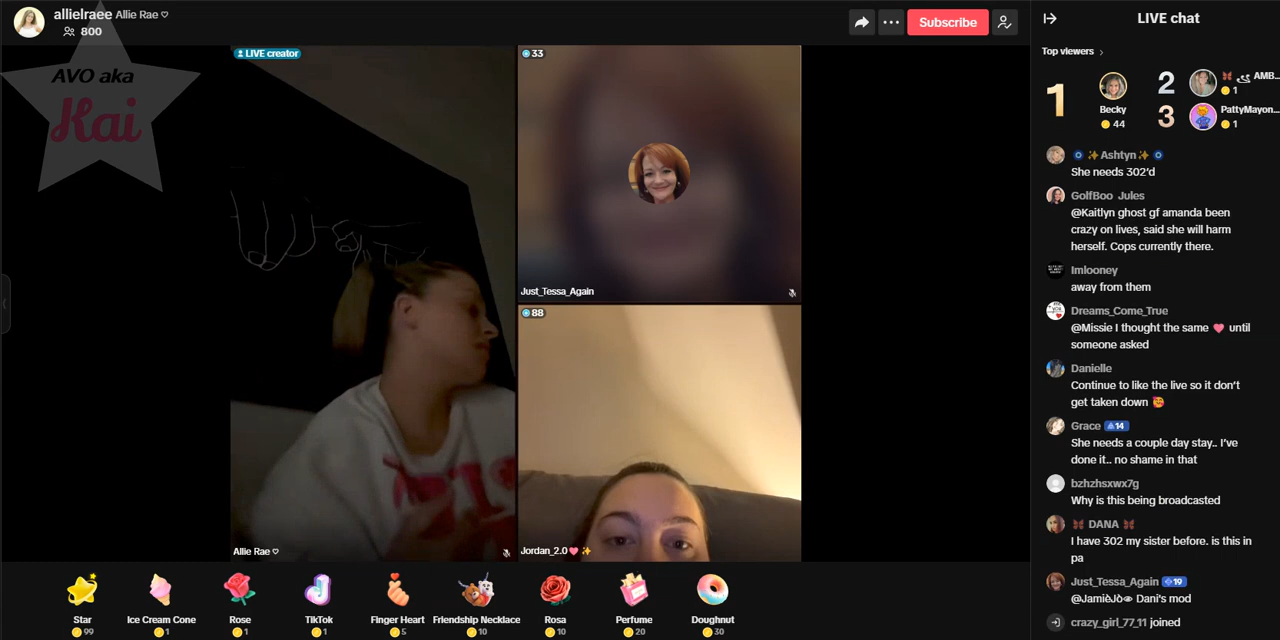 allielraee Allie Rae ♡
800
Subscribe
AVO aka
Kai
LIVE creator
33
Just_Tessa_Again
88
Allie Rae ♡
Jordan_2.0 💗 ✨
Star
99
Ice Cream Cone
1
Rose
1
TikTok
1
Finger Heart
5
Friendship Necklace
10
Rosa
10
Perfume
20
Doughnut
30
LIVE chat
Top viewers
1
Becky
44
2
AMB...
1
3
PattyMayon...
1
🧿 ✨ Ashtyn ✨ 🧿
She needs 302'd
GolfBoo Jules
@Kaitlyn ghost gf amanda been
crazy on lives, said she will harm
herself. Cops currently there.
Imlooney
away from them
Dreams_Come_True
@Missie I thought the same 💗 until
someone asked
Danielle
Continue to like the live so it don't
get taken down 🥰
Grace 14
She needs a couple day stay.. I've
done it.. no shame in that
bzhzhsxwx7g
Why is this being broadcasted
🦋 DANA 🦋
I have 302 my sister before. is this in
pa
Just_Tessa_Again 19
@JamièJò👁 Dani's mod
crazy_girl_77_11 joined